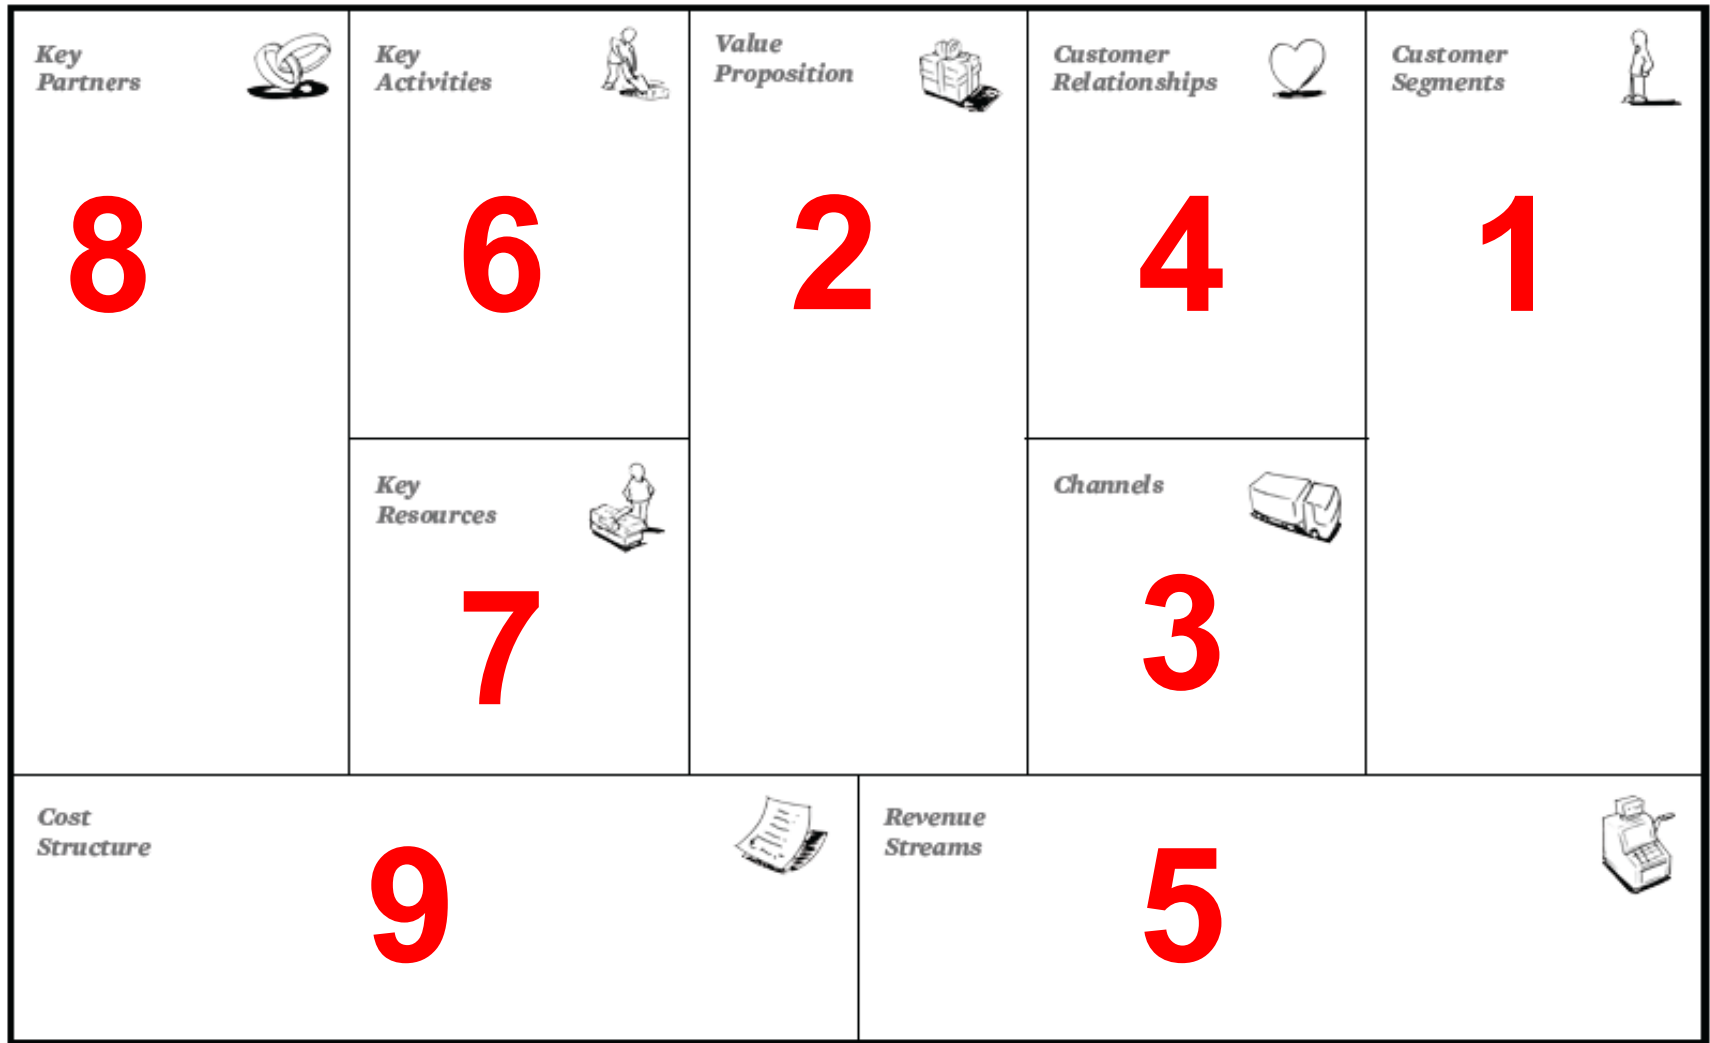 Key
Partners
8
Key
Activities
6
Value
Proposition
2
Customer
Relationships
4
Customer
Segments
1
Key
Resources
7
Channels
3
Cost
Structure
9
Revenue
Streams
5